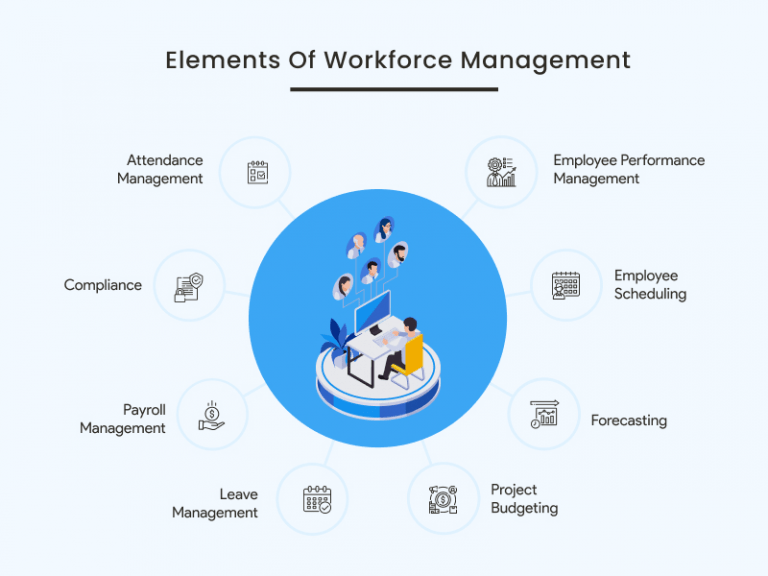 Elements Of Workforce Management
Attendance
Management
Employee Performance
Management
Compliance
Employee
Scheduling
Payroll
Management
Forecasting
Leave
Management
Project
Budgeting